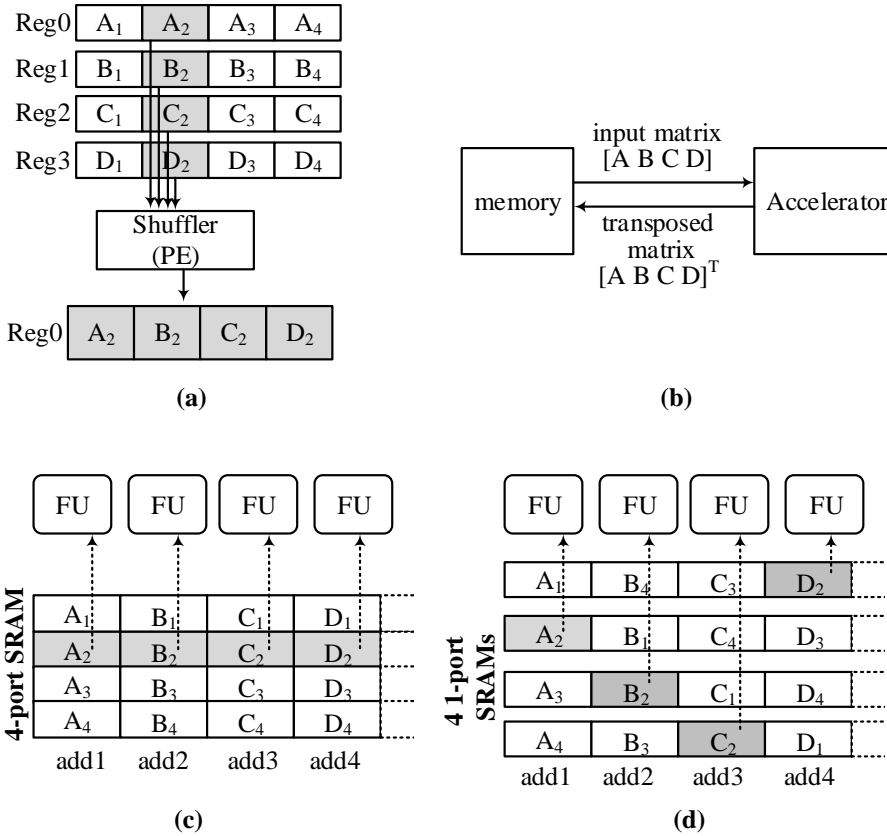 Reg0 A₁ A₂ A₃ A₄
Reg1 B₁ B₂ B₃ B₄
Reg2 C₁ C₂ C₃ C₄
Reg3 D₁ D₂ D₃ D₄
Shuffler
(PE)
Reg0 A₂ B₂ C₂ D₂
(a)
input matrix
[A B C D]
memory
Accelerator
transposed
matrix
[A B C D]ᵀ
(b)
FU FU FU FU
4-port SRAM
A₁ B₁ C₁ D₁
A₂ B₂ C₂ D₂
A₃ B₃ C₃ D₃
A₄ B₄ C₄ D₄
add1 add2 add3 add4
(c)
FU FU FU FU
4 1-port
SRAMs
A₁ B₄ C₃ D₂
A₂ B₁ C₄ D₃
A₃ B₂ C₁ D₄
A₄ B₃ C₂ D₁
add1 add2 add3 add4
(d)